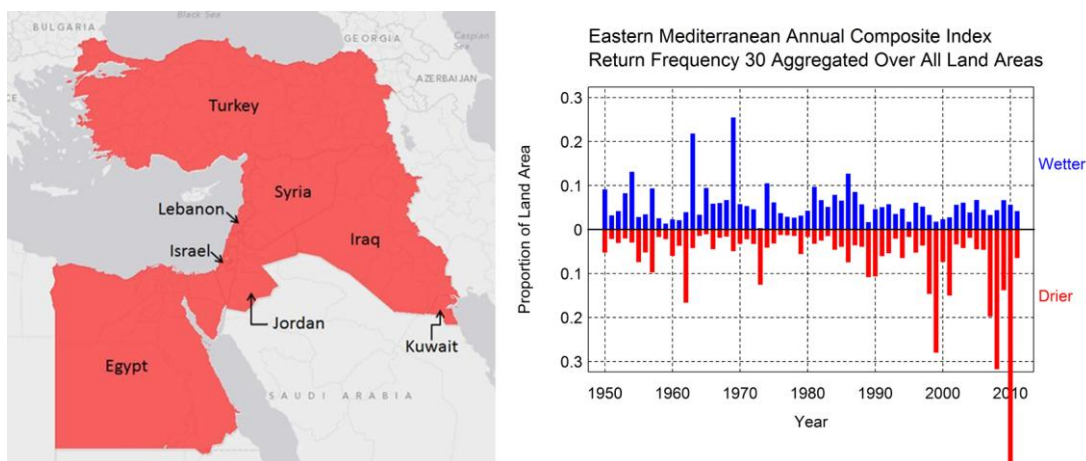 BULGARIA
Black Sea
GEORGIA
Caspian
Sea
AZERBAIJAN
CE
Turkey
Syria
Lebanon
Israel
Iraq
Jordan
Kuwait
Egypt
SAUDI ARABIA
Eastern Mediterranean Annual Composite Index
Return Frequency 30 Aggregated Over All Land Areas
Proportion of Land Area
0.3
0.2
0.1
0
0.1
0.2
0.3
Wetter
Drier
1950 1960 1970 1980 1990 2000 2010
Year